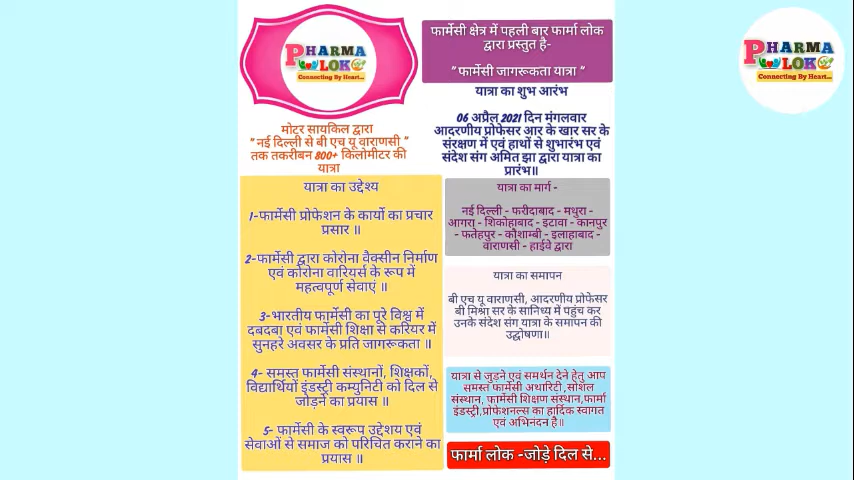 PHARMA
LOK
Connecting By Heart...
फार्मेसी क्षेत्र में पहली बार फार्मा लोक
द्वारा प्रस्तुत है-
" फार्मेसी जागरूकता यात्रा "
यात्रा का शुभ आरंभ
06 अप्रैल 2021 दिन मंगलवार
आदरणीय प्रोफेसर आर के खार सर के
संरक्षण में एवं हाथों से शुभारंभ एवं
संदेश संग अमित झा द्वारा यात्रा का
प्रारंभ॥
मोटर सायकिल द्वारा
" नई दिल्ली से बी एच यू वाराणसी "
तक तकरीबन 800+ किलोमीटर की
यात्रा
यात्रा का उद्देश्य
1-फार्मेसी प्रोफेशन के कार्यो का प्रचार
प्रसार ॥
2-फार्मेसी द्वारा कोरोना वैक्सीन निर्माण
एवं कोरोना वारियर्स के रूप में
महत्वपूर्ण सेवाएं ॥
3-भारतीय फार्मेसी का पूरे विश्व में
दबदबा एवं फार्मेसी शिक्षा से करियर में
सुनहरे अवसर के प्रति जागरूकता ॥
4- समस्त फार्मेसी संस्थानों, शिक्षकों,
विद्यार्थियों इंडस्ट्री कम्युनिटी को दिल से
जोड़ने का प्रयास ॥
5- फार्मेसी के स्वरूप उद्देशय एवं
सेवाओं से समाज को परिचित कराने का
प्रयास ॥
यात्रा का मार्ग -
नई दिल्ली - फरीदाबाद - मथुरा -
आगरा - शिकोहाबाद - इटावा - कानपुर
- फतेहपुर - कौशाम्बी - इलाहाबाद -
वाराणसी - हाईवे द्वारा
यात्रा का समापन
बी एच यू वाराणसी, आदरणीय प्रोफेसर
बी मिश्रा सर के सानिध्य में पहुंच कर
उनके संदेश संग यात्रा के समापन की
उद्घोषणा॥
यात्रा से जुड़ने एवं समर्थन देने हेतु आप
समस्त फार्मेसी अथारिटी ,सोशल
संस्थान, फार्मेसी शिक्षण संस्थान,फार्मा
इंडस्ट्री,प्रोफेशनल्स का हार्दिक स्वागत
एवं अभिनंदन है॥
फार्मा लोक -जोड़े दिल से...
PHARMA
LOK
Connecting By Heart...